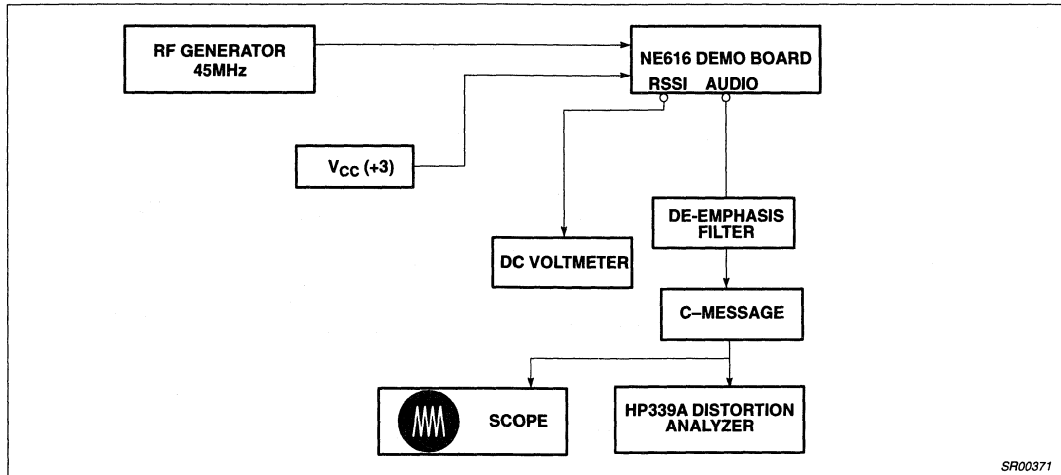 RF GENERATOR
45MHz
NE616 DEMO BOARD
RSSI AUDIO
VCC (+3)
DE-EMPHASIS
FILTER
DC VOLTMETER
C–MESSAGE
SCOPE
HP339A DISTORTION
ANALYZER
SR00371